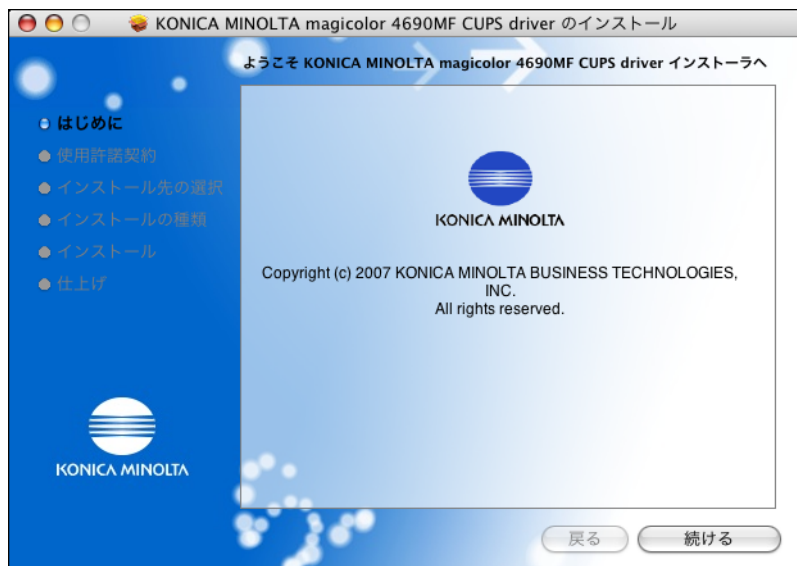 KONICA MINOLTA magicolor 4690MF CUPS driver のインストール
ようこそ KONICA MINOLTA magicolor 4690MF CUPS driver インストーラへ
はじめに
使用許諾契約
インストール先の選択
インストールの種類
インストール
仕上げ
KONICA MINOLTA
KONICA MINOLTA
Copyright (c) 2007 KONICA MINOLTA BUSINESS TECHNOLOGIES,
INC.
All rights reserved.
戻る
続ける